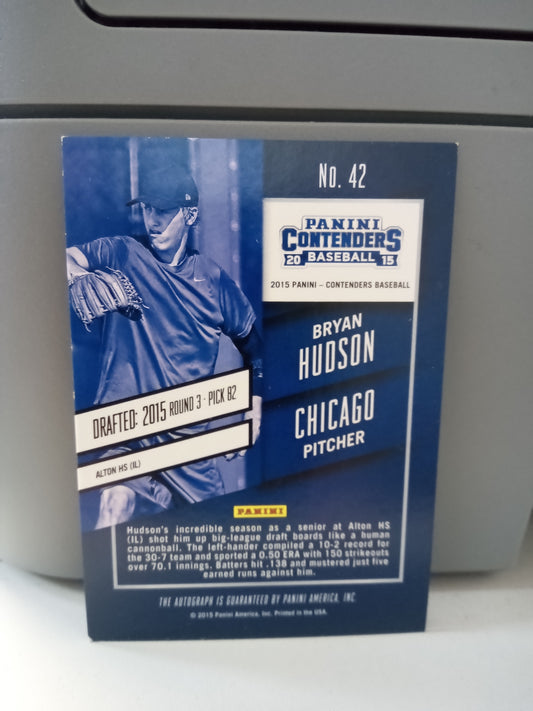 No. 42
PANINI
CONTENDERS
BASEBALL
20 15
2015 PANINI – CONTENDERS BASEBALL
BRYAN
HUDSON
CHICAGO
PITCHER
DRAFTED: 2015 ROUND 3 · PICK 82
ALTON HS (IL)
PANINI
Hudson's incredible season as a senior at Alton HS
(IL) shot him up big-league draft boards like a human
cannonball. The left-hander compiled a 10-2 record for
the 30-7 team and sported a 0.50 ERA with 150 strikeouts
over 70.1 innings. Batters hit .138 and mustered just five
earned runs against him.
THE AUTOGRAPH IS GUARANTEED BY PANINI AMERICA, INC.
© 2015 Panini America, Inc. Printed in the USA.